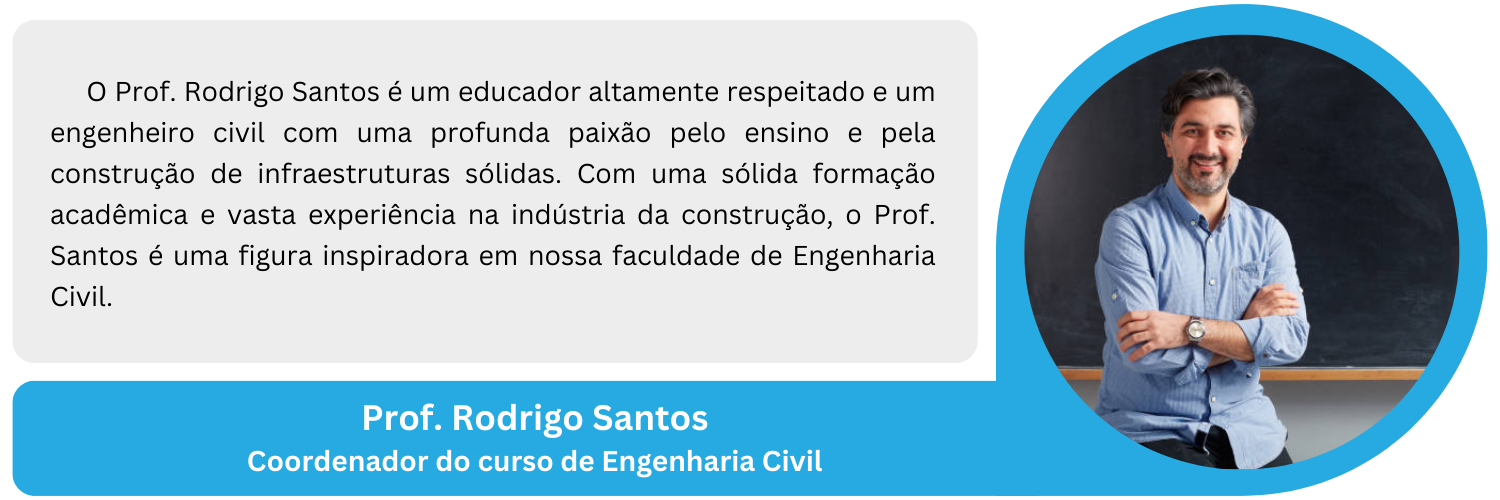 O Prof. Rodrigo Santos é um educador altamente respeitado e um
engenheiro civil com uma profunda paixão pelo ensino e pela
construção de infraestruturas sólidas. Com uma sólida formação
acadêmica e vasta experiência na indústria da construção, o Prof.
Santos é uma figura inspiradora em nossa faculdade de Engenharia
Civil.
Prof. Rodrigo Santos
Coordenador do curso de Engenharia Civil